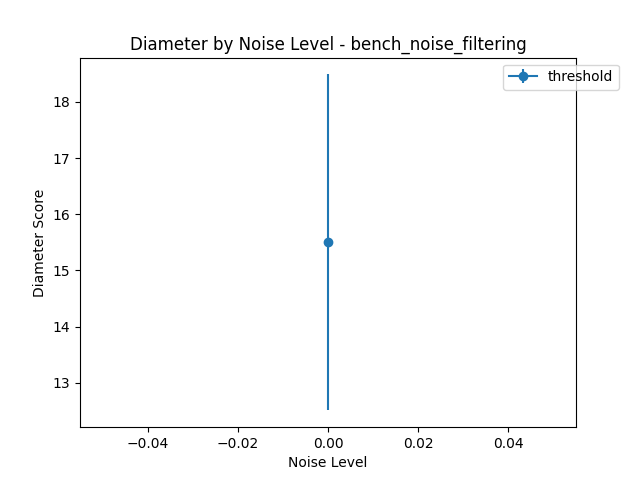 Diameter by Noise Level - bench_noise_filtering
threshold
18
17
16
15
14
13
Diameter Score
−0.04 −0.02 0.00 0.02 0.04
Noise Level